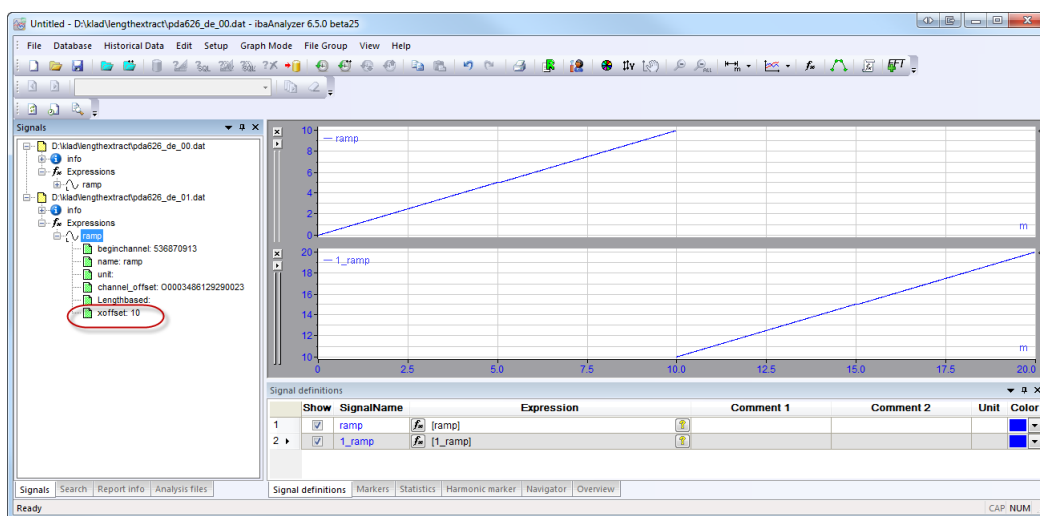 Untitled - D:\klad\lengthextract\pda626_de_00.dat - ibaAnalyzer 6.5.0 beta25
File Database Historical Data Edit Setup Graph Mode File Group View Help
Signals
D:\klad\lengthextract\pda626_de_00.dat
info
Expressions
ramp
D:\klad\lengthextract\pda626_de_01.dat
info
Expressions
ramp
beginchannel: 536870913
name: ramp
unit:
channel_offset: O0003486129290023
Lengthbased:
xoffset: 10
10
8
6
4
2
0
ramp
m
20
18
16
14
12
10
1_ramp
m
0 2.5 5.0 7.5 10.0 12.5 15.0 17.5 20.0
Signal definitions
Show SignalName Expression Comment 1 Comment 2 Unit Color
1 ramp fx [ramp]
2 1_ramp fx [1_ramp]
Signals Search Report info Analysis files
Signal definitions Markers Statistics Harmonic marker Navigator Overview
Ready CAP NUM